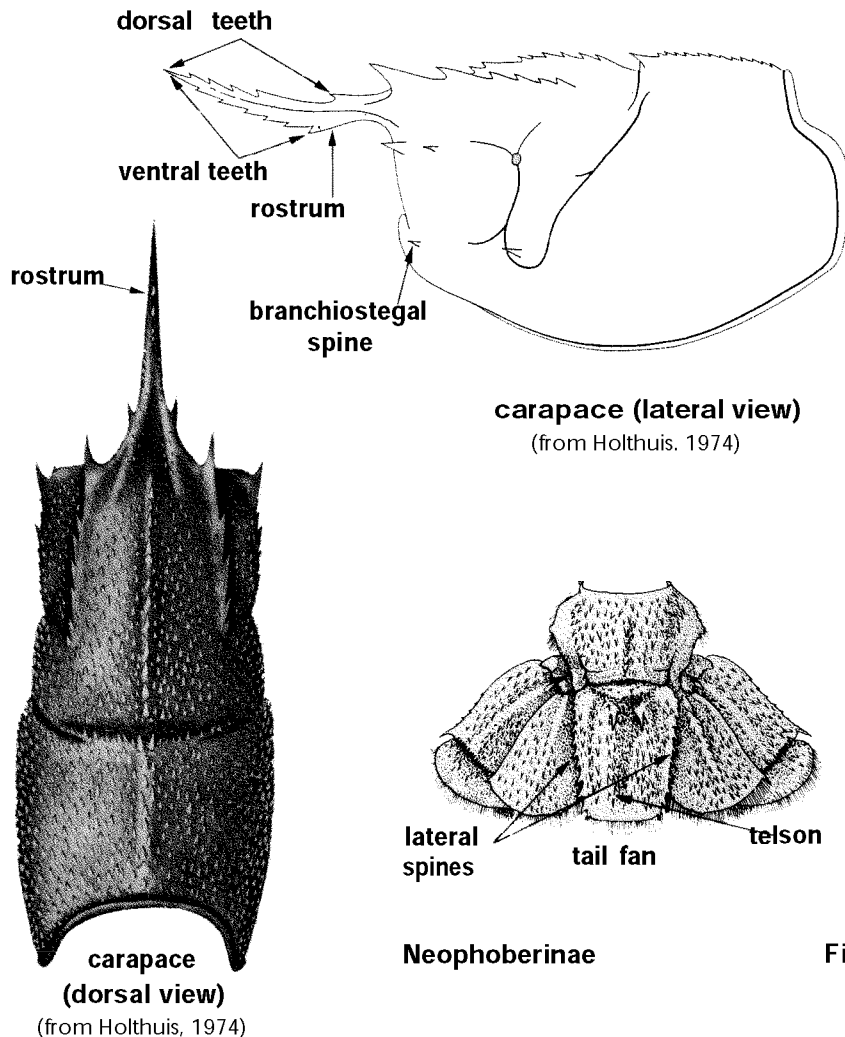 dorsal teeth
ventral teeth
rostrum
rostrum
branchiostegal
spine
carapace (lateral view)
(from Holthuis. 1974)
lateral
spines
tail fan
telson
carapace
(dorsal view)
(from Holthuis, 1974)
Neophoberinae
Fi